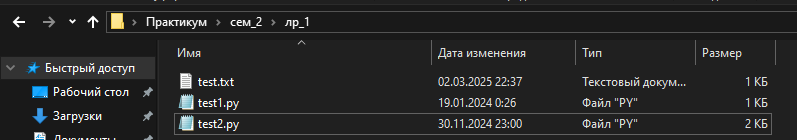 Практикум > сем_2 > лр_1
Имя Дата изменения Тип Размер
Быстрый доступ
test.txt 02.03.2025 22:37 Текстовый докум... 1 КБ
Рабочий стол
test1.py 19.01.2024 0:26 Файл "PY" 1 КБ
Загрузки
test2.py 30.11.2024 23:00 Файл "PY" 2 КБ
Документы